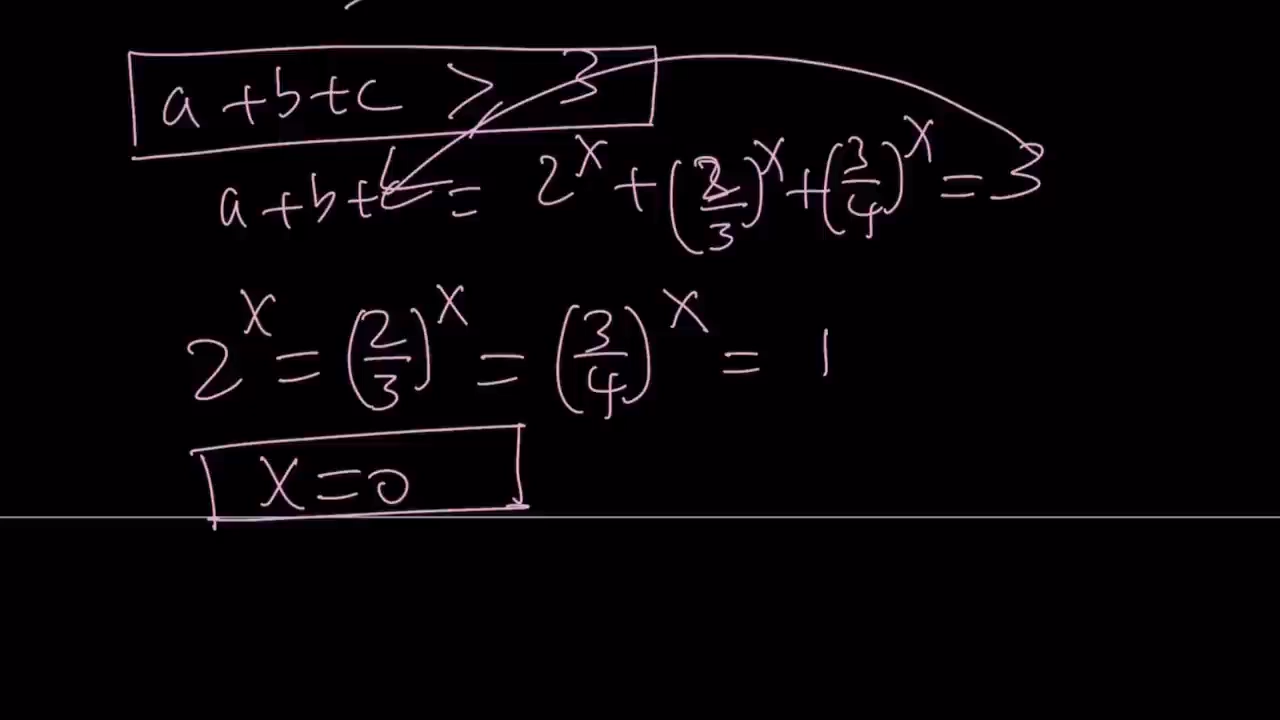 a + b + c > 3
a + b + c = 2^x + (2/3)^x + (3/4)^x = 3
2^x = (2/3)^x = (3/4)^x = 1
x = 0